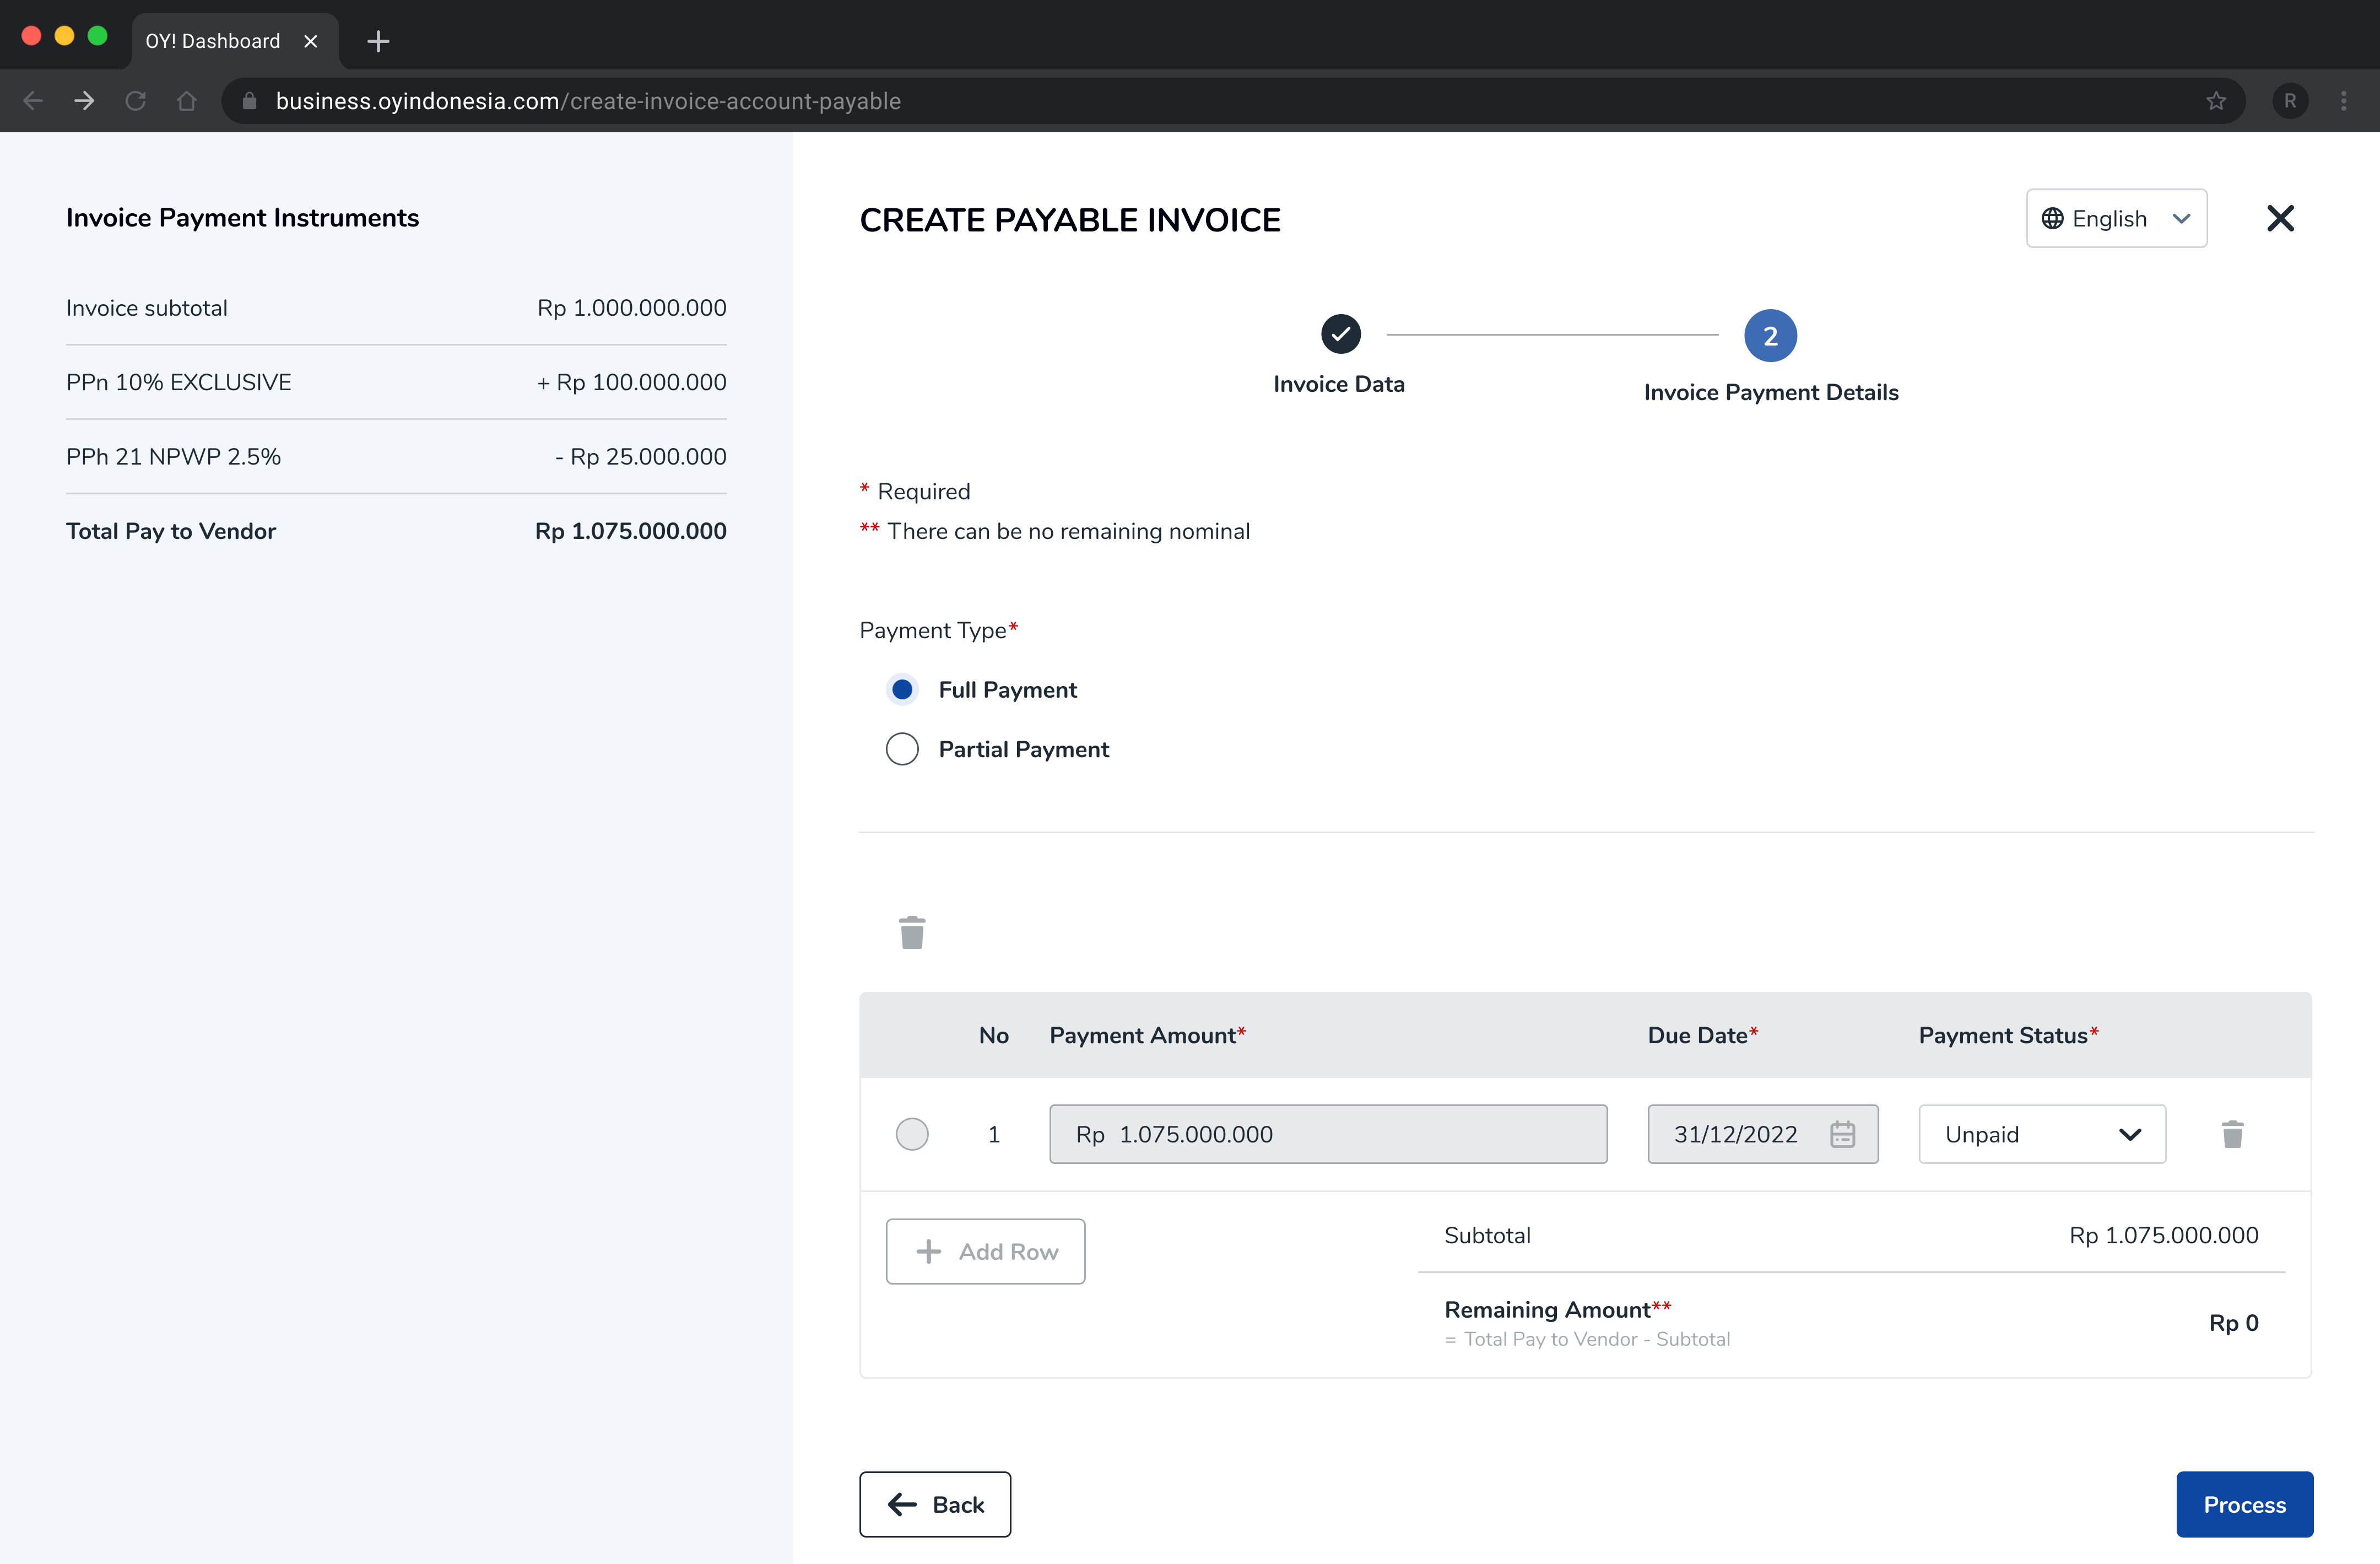 OY! Dashboard
business.oyindonesia.com/create-invoice-account-payable
R
Invoice Payment Instruments
Invoice subtotal Rp 1.000.000.000
PPn 10% EXCLUSIVE + Rp 100.000.000
PPh 21 NPWP 2.5% - Rp 25.000.000
Total Pay to Vendor Rp 1.075.000.000
CREATE PAYABLE INVOICE
English
2
Invoice Data
Invoice Payment Details
* Required
** There can be no remaining nominal
Payment Type*
Full Payment
Partial Payment
No Payment Amount* Due Date* Payment Status*
1 Rp 1.075.000.000 31/12/2022 Unpaid
Add Row
Subtotal Rp 1.075.000.000
Remaining Amount** Rp 0
= Total Pay to Vendor - Subtotal
Back
Process